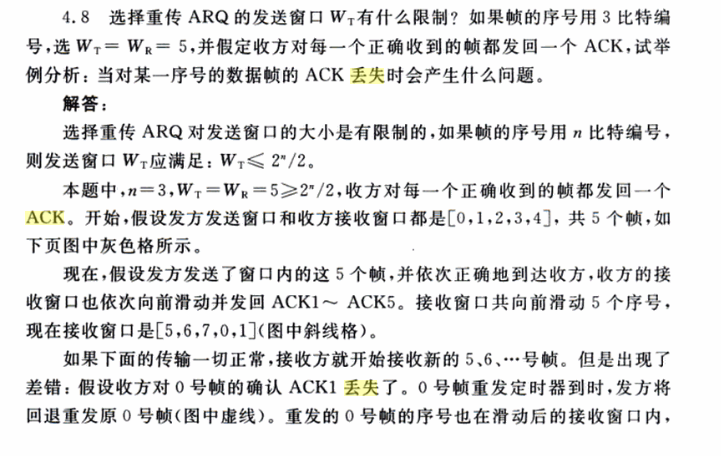 4.8 选择重传 ARQ 的发送窗口 W_T有什么限制？如果帧的序号用 3 比特编
号,选 W_T = W_R = 5,并假定收方对每一个正确收到的帧都发回一个 ACK,试举
例分析：当对某一序号的数据帧的 ACK 丢失时会产生什么问题。
解答：
选择重传 ARQ 对发送窗口的大小是有限制的,如果帧的序号用 n 比特编号,
则发送窗口 W_T应满足：W_T⩽ 2ⁿ/2。
本题中,n=3,W_T=W_R=5⩾2ⁿ/2,收方对每一个正确收到的帧都发回一个
ACK。开始,假设发方发送窗口和收方接收窗口都是[0,1,2,3,4], 共 5 个帧,如
下页图中灰色格所示。
现在,假设发方发送了窗口内的这 5 个帧,并依次正确地到达收方,收方的接
收窗口也依次向前滑动并发回 ACK1～ ACK5。接收窗口共向前滑动 5 个序号,
现在接收窗口是[5,6,7,0,1](图中斜线格)。
如果下面的传输一切正常,接收方就开始接收新的 5、6、…号帧。但是出现了
差错：假设收方对 0 号帧的确认 ACK1 丢失了。0 号帧重发定时器到时,发方将
回退重发原 0 号帧(图中虚线)。重发的 0 号帧的序号也在滑动后的接收窗口内,